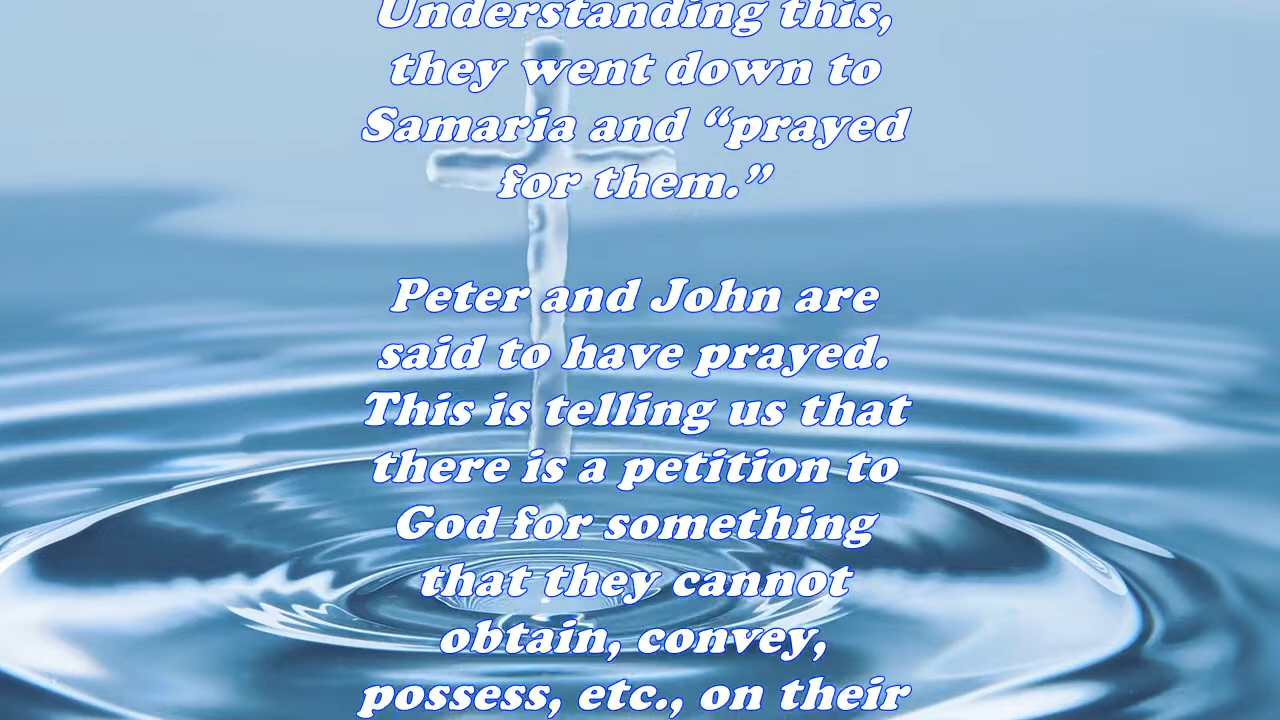 Understanding this,
they went down to
Samaria and “prayed
for them.”
Peter and John are
said to have prayed.
This is telling us that
there is a petition to
God for something
that they cannot
obtain, convey,
possess, etc., on their